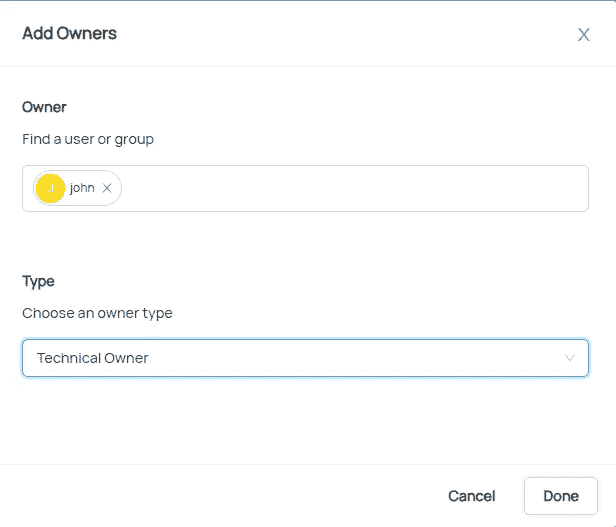 Add Owners
Owner
Find a user or group
J john
Type
Choose an owner type
Technical Owner
Cancel Done